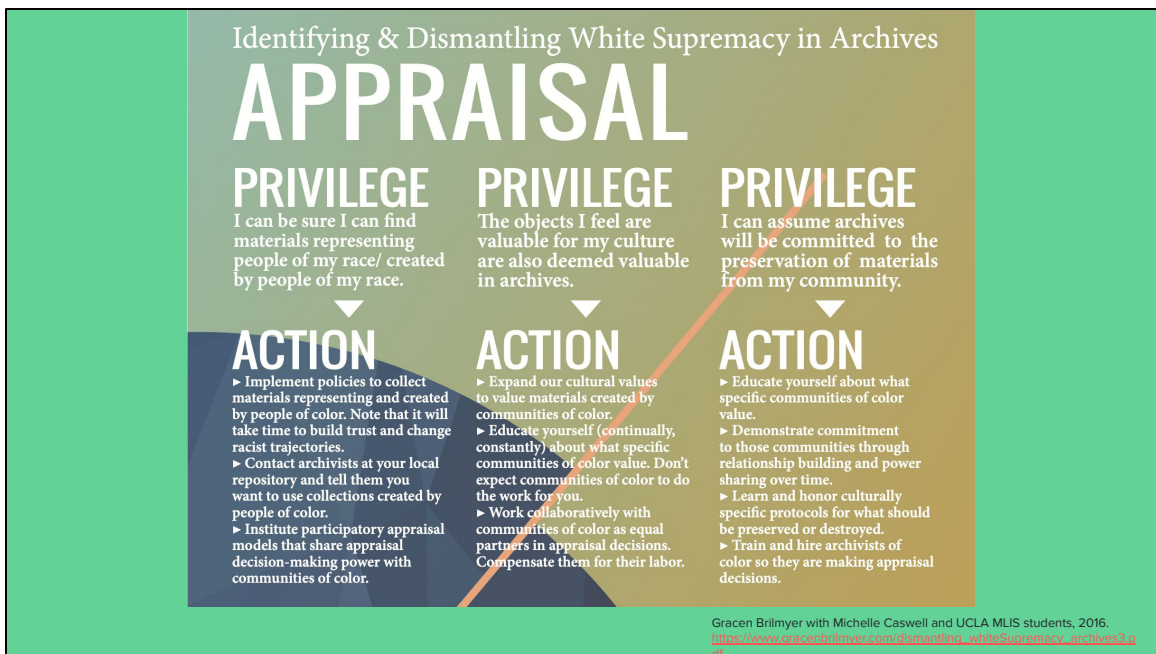 Identifying & Dismantling White Supremacy in Archives
APPRAISAL
PRIVILEGE
I can be sure I can find
materials representing
people of my race/ created
by people of my race.
ACTION
▸ Implement policies to collect
materials representing and created
by people of color. Note that it will
take time to build trust and change
racist trajectories.
▸ Contact archivists at your local
repository and tell them you
want to use collections created by
people of color.
▸ Institute participatory appraisal
models that share appraisal
decision-making power with
communities of color.
PRIVILEGE
The objects I feel are
valuable for my culture
are also deemed valuable
in archives.
ACTION
▸ Expand our cultural values
to value materials created by
communities of color.
▸ Educate yourself (continually,
constantly) about what specific
communities of color value. Don't
expect communities of color to do
the work for you.
▸ Work collaboratively with
communities of color as equal
partners in appraisal decisions.
Compensate them for their labor.
PRIVILEGE
I can assume archives
will be committed to the
preservation of materials
from my community.
ACTION
▸ Educate yourself about what
specific communities of color
value.
▸ Demonstrate commitment
to those communities through
relationship building and power
sharing over time.
▸ Learn and honor culturally
specific protocols for what should
be preserved or destroyed.
▸ Train and hire archivists of
color so they are making appraisal
decisions.
Gracen Brilmyer with Michelle Caswell and UCLA MLIS students, 2016.
https://www.gracenbrilmyer.com/dismantling_whiteSupremacy_archives3.p
df